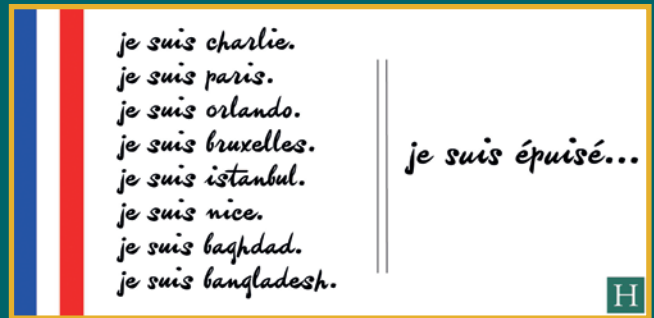 je suis charlie.
je suis paris.
je suis orlando.
je suis bruxelles.
je suis istanbul.
je suis nice.
je suis baghdad.
je suis bangladesh.
je suis épuisé...
H